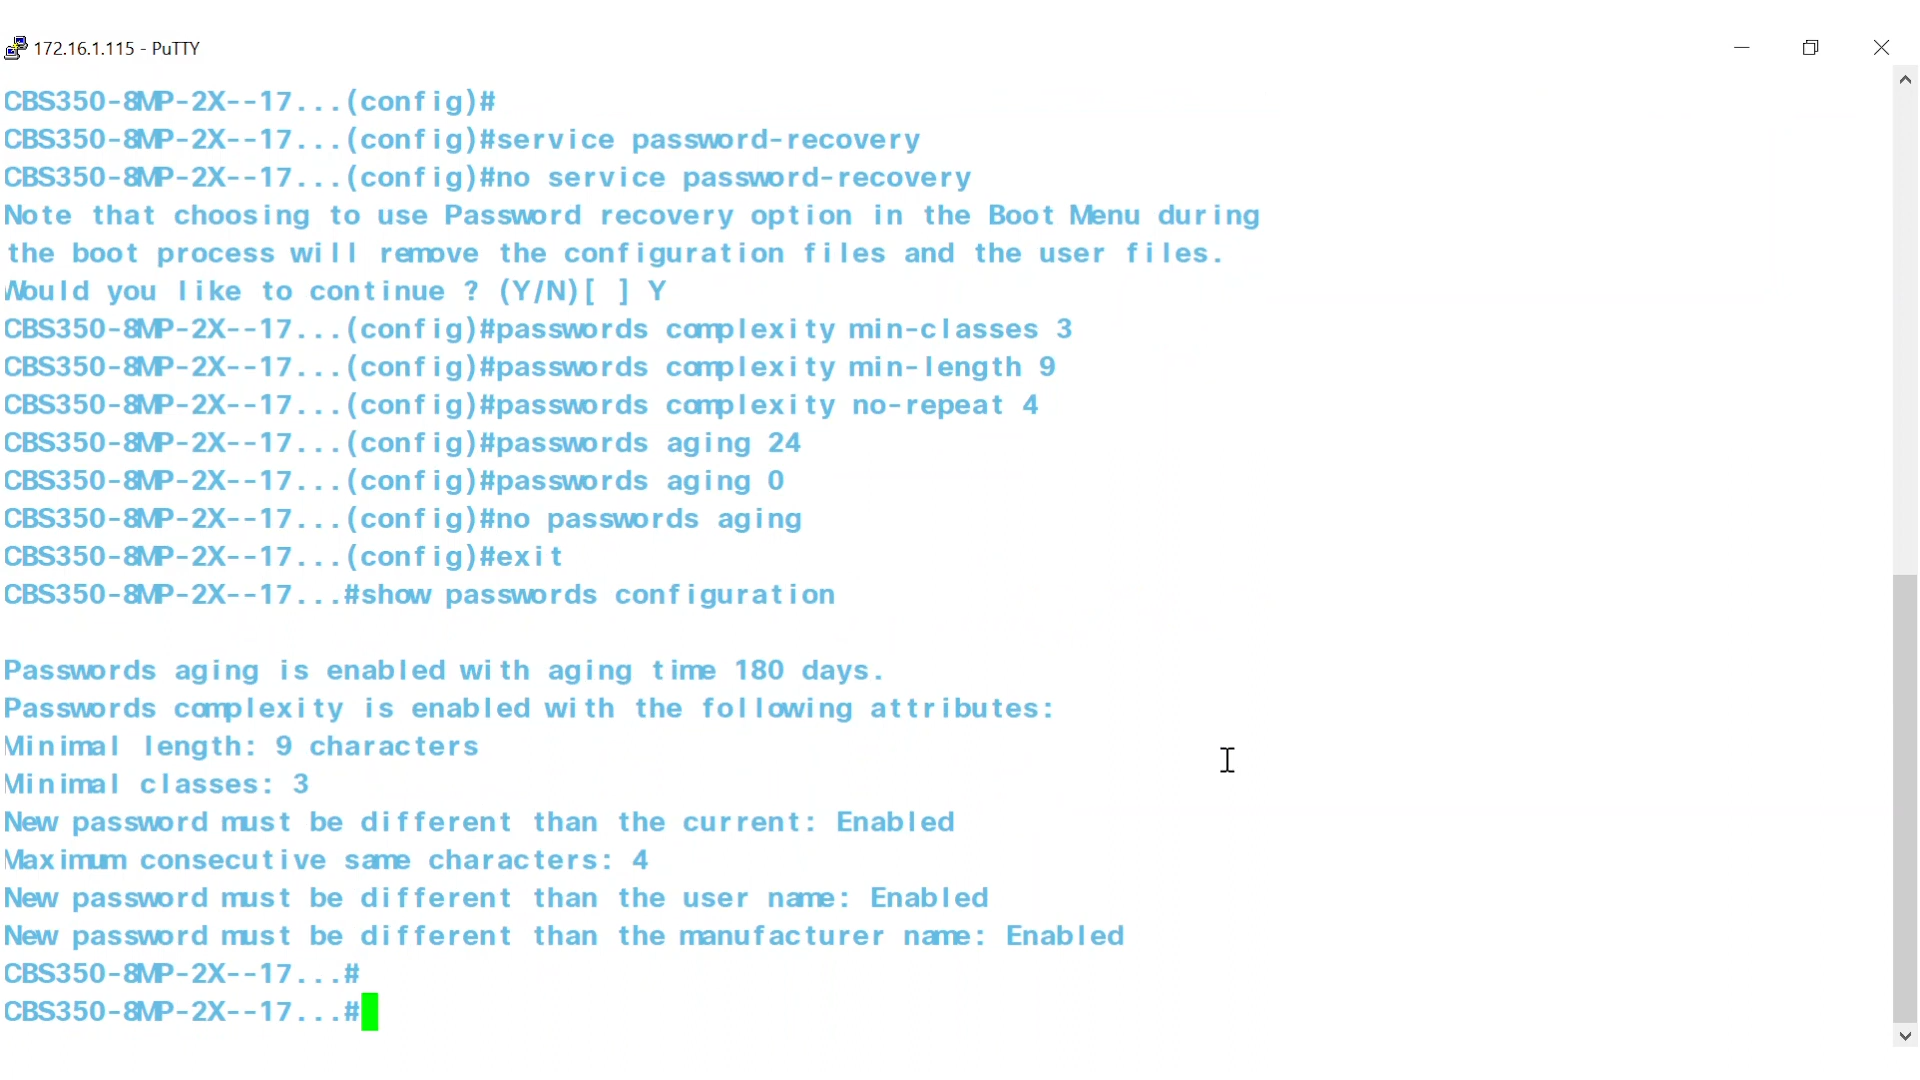 172.16.1.115 - PuTTY
CBS350-8MP-2X--17...(config)#
CBS350-8MP-2X--17...(config)#service password-recovery
CBS350-8MP-2X--17...(config)#no service password-recovery
Note that choosing to use Password recovery option in the Boot Menu during
the boot process will remove the configuration files and the user files.
Would you like to continue ? (Y/N)[ ] Y
CBS350-8MP-2X--17...(config)#passwords complexity min-classes 3
CBS350-8MP-2X--17...(config)#passwords complexity min-length 9
CBS350-8MP-2X--17...(config)#passwords complexity no-repeat 4
CBS350-8MP-2X--17...(config)#passwords aging 24
CBS350-8MP-2X--17...(config)#passwords aging 0
CBS350-8MP-2X--17...(config)#no passwords aging
CBS350-8MP-2X--17...(config)#exit
CBS350-8MP-2X--17...#show passwords configuration
Passwords aging is enabled with aging time 180 days.
Passwords complexity is enabled with the following attributes:
Minimal length: 9 characters
Minimal classes: 3
New password must be different than the current: Enabled
Maximum consecutive same characters: 4
New password must be different than the user name: Enabled
New password must be different than the manufacturer name: Enabled
CBS350-8MP-2X--17...#
CBS350-8MP-2X--17...#